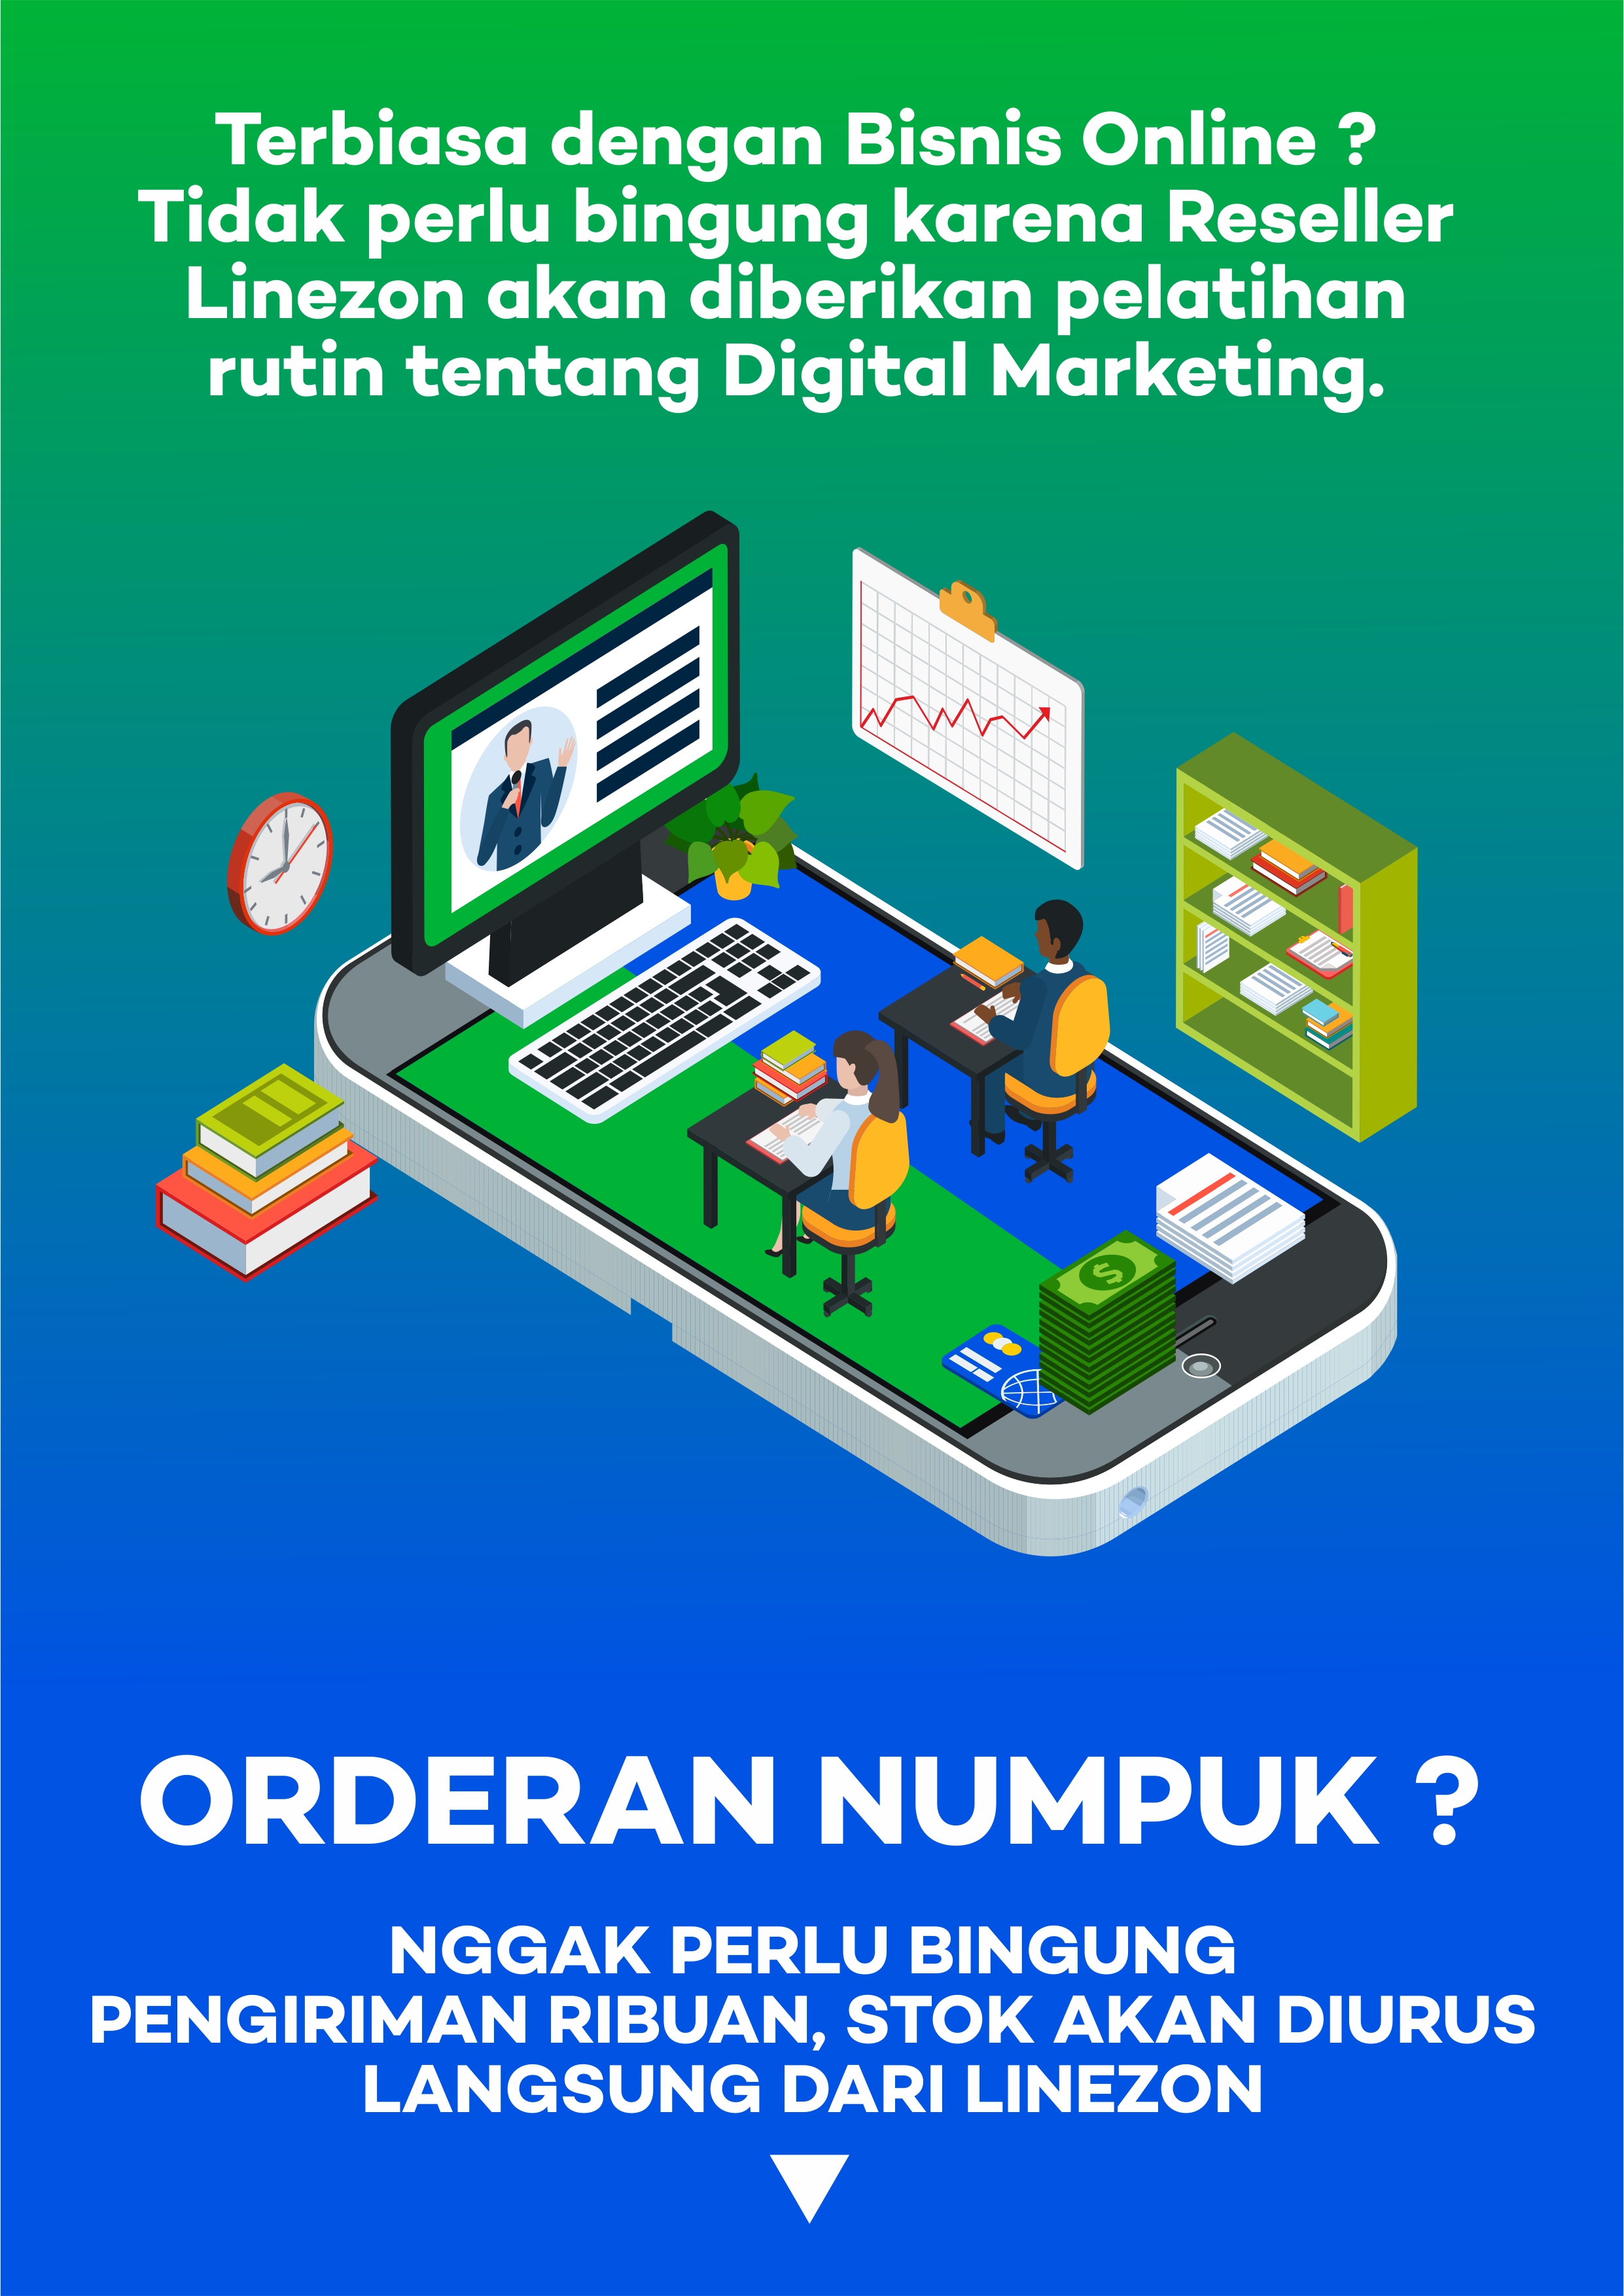 Terbiasa dengan Bisnis Online ?
Tidak perlu bingung karena Reseller
Linezon akan diberikan pelatihan
rutin tentang Digital Marketing.
ORDERAN NUMPUK ?
NGGAK PERLU BINGUNG
PENGIRIMAN RIBUAN, STOK AKAN DIURUS
LANGSUNG DARI LINEZON